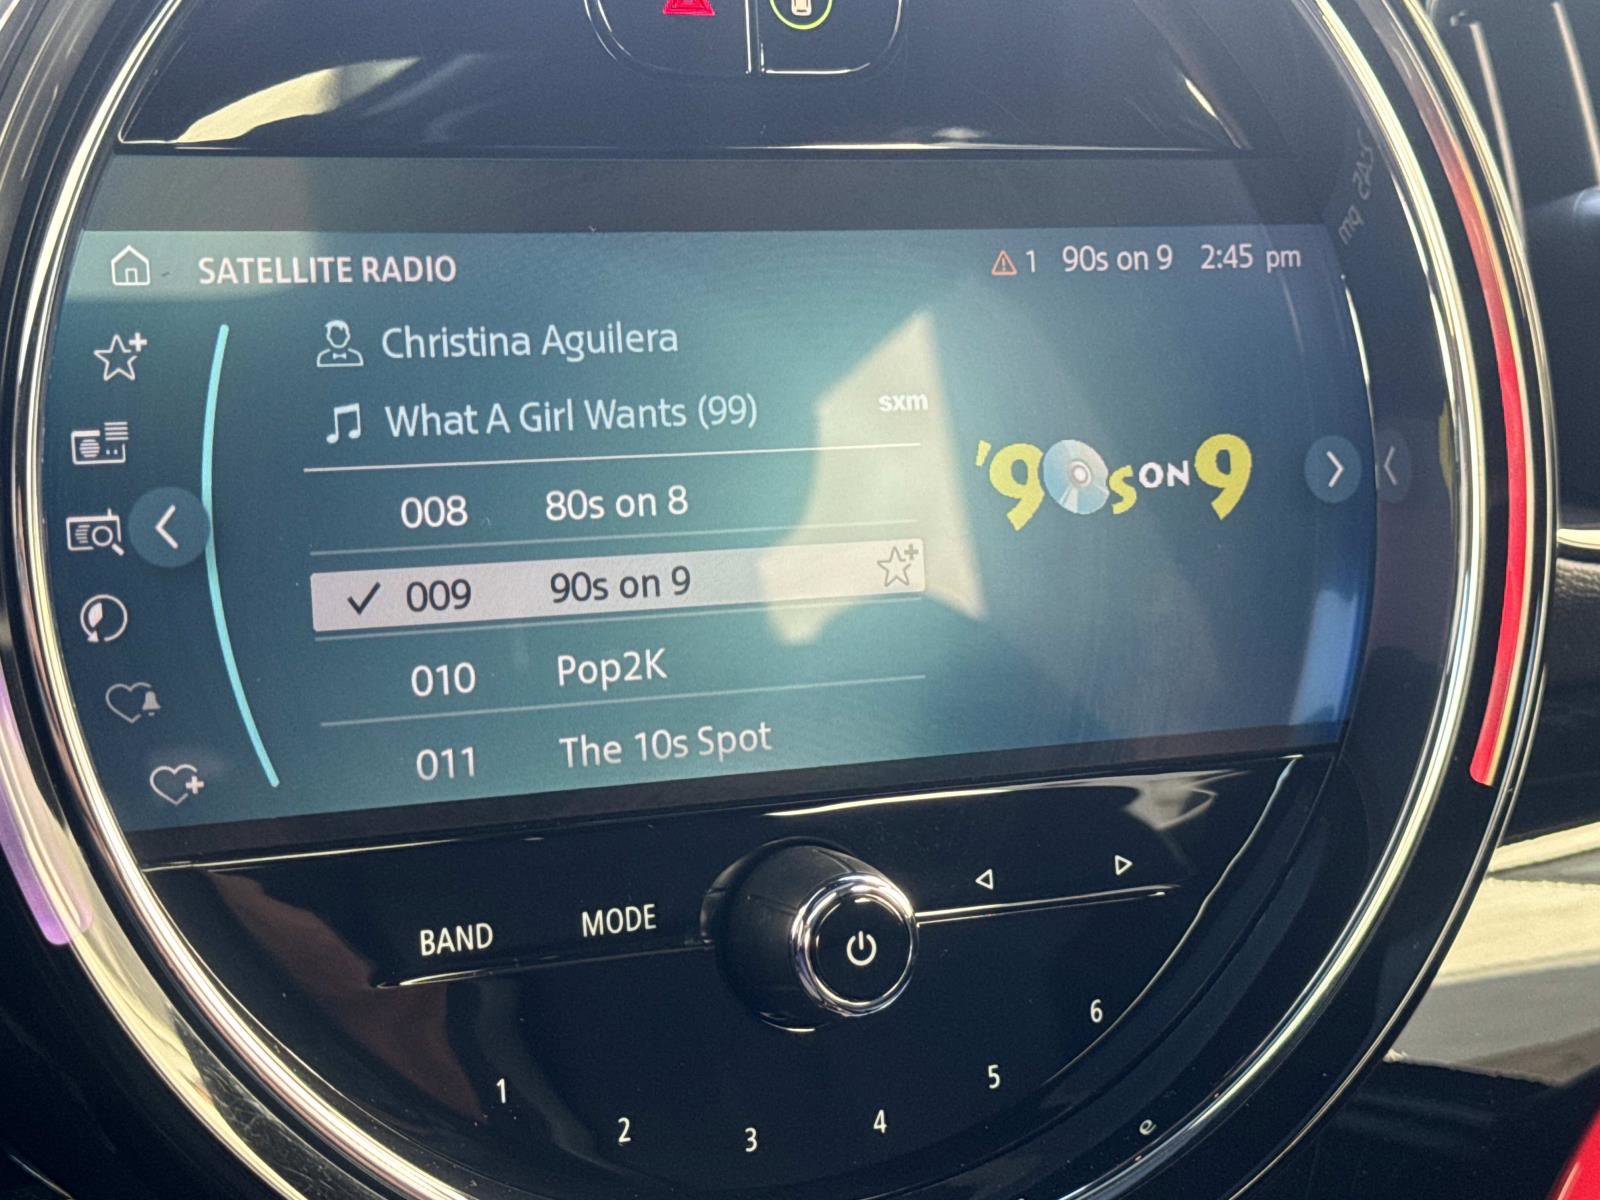 SATELLITE RADIO
1 90s on 9 2:45 pm
Christina Aguilera
What A Girl Wants (99)
sxm
'90s ON 9
008 80s on 8
009 90s on 9
010 Pop2K
011 The 10s Spot
BAND MODE
1 2 3 4 5 6